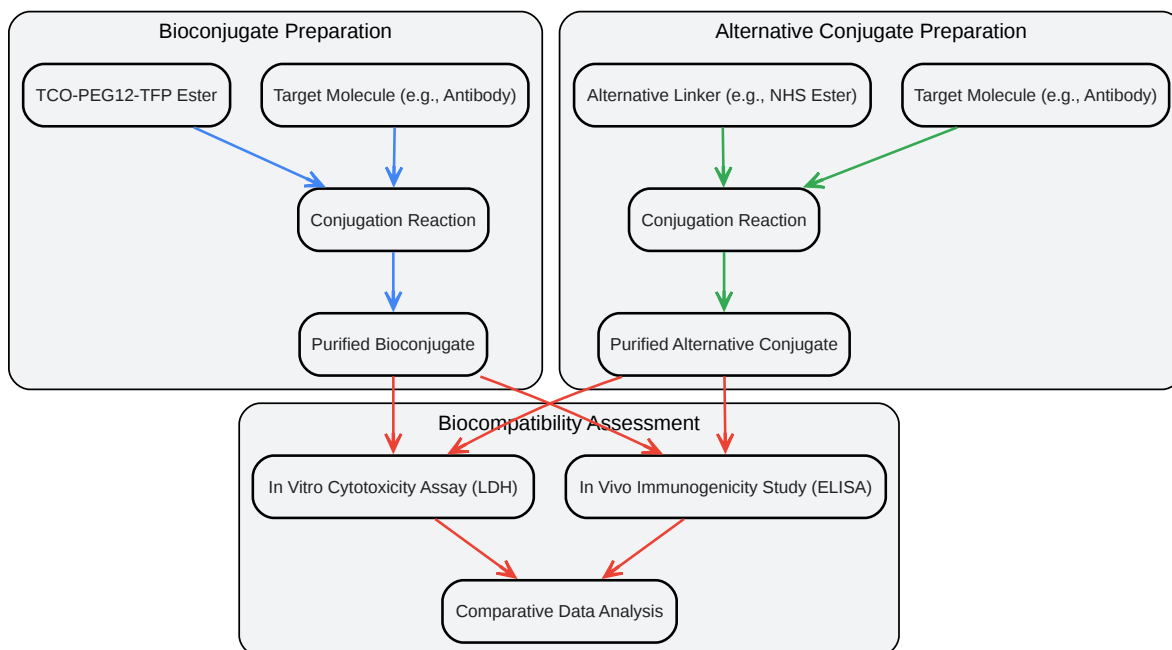 Bioconjugate Preparation
Alternative Conjugate Preparation
TCO-PEG12-TFP Ester
Target Molecule (e.g., Antibody)
Alternative Linker (e.g., NHS Ester)
Target Molecule (e.g., Antibody)
Conjugation Reaction
Conjugation Reaction
Purified Bioconjugate
Purified Alternative Conjugate
Biocompatibility Assessment
In Vitro Cytotoxicity Assay (LDH)
In Vivo Immunogenicity Study (ELISA)
Comparative Data Analysis